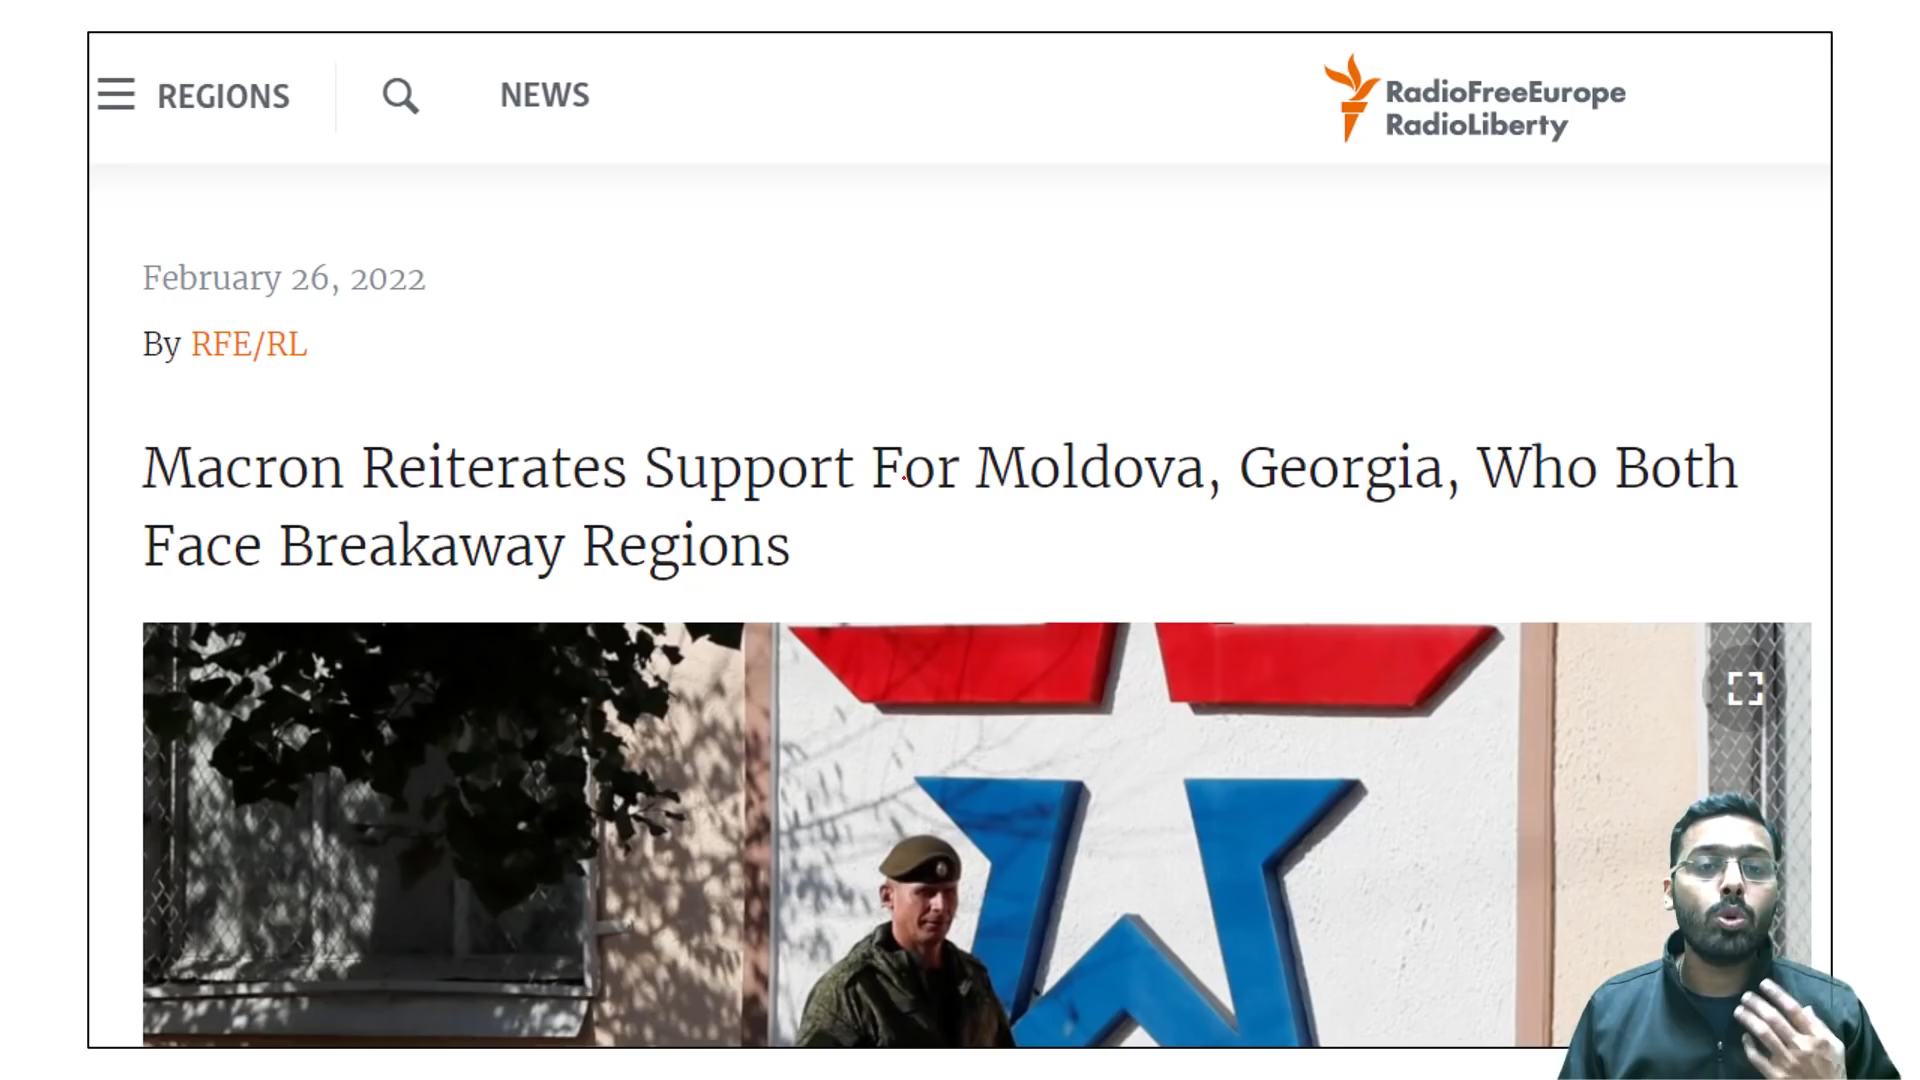 REGIONS
NEWS
RadioFreeEurope
RadioLiberty
February 26, 2022
By RFE/RL
Macron Reiterates Support For Moldova, Georgia, Who Both
Face Breakaway Regions